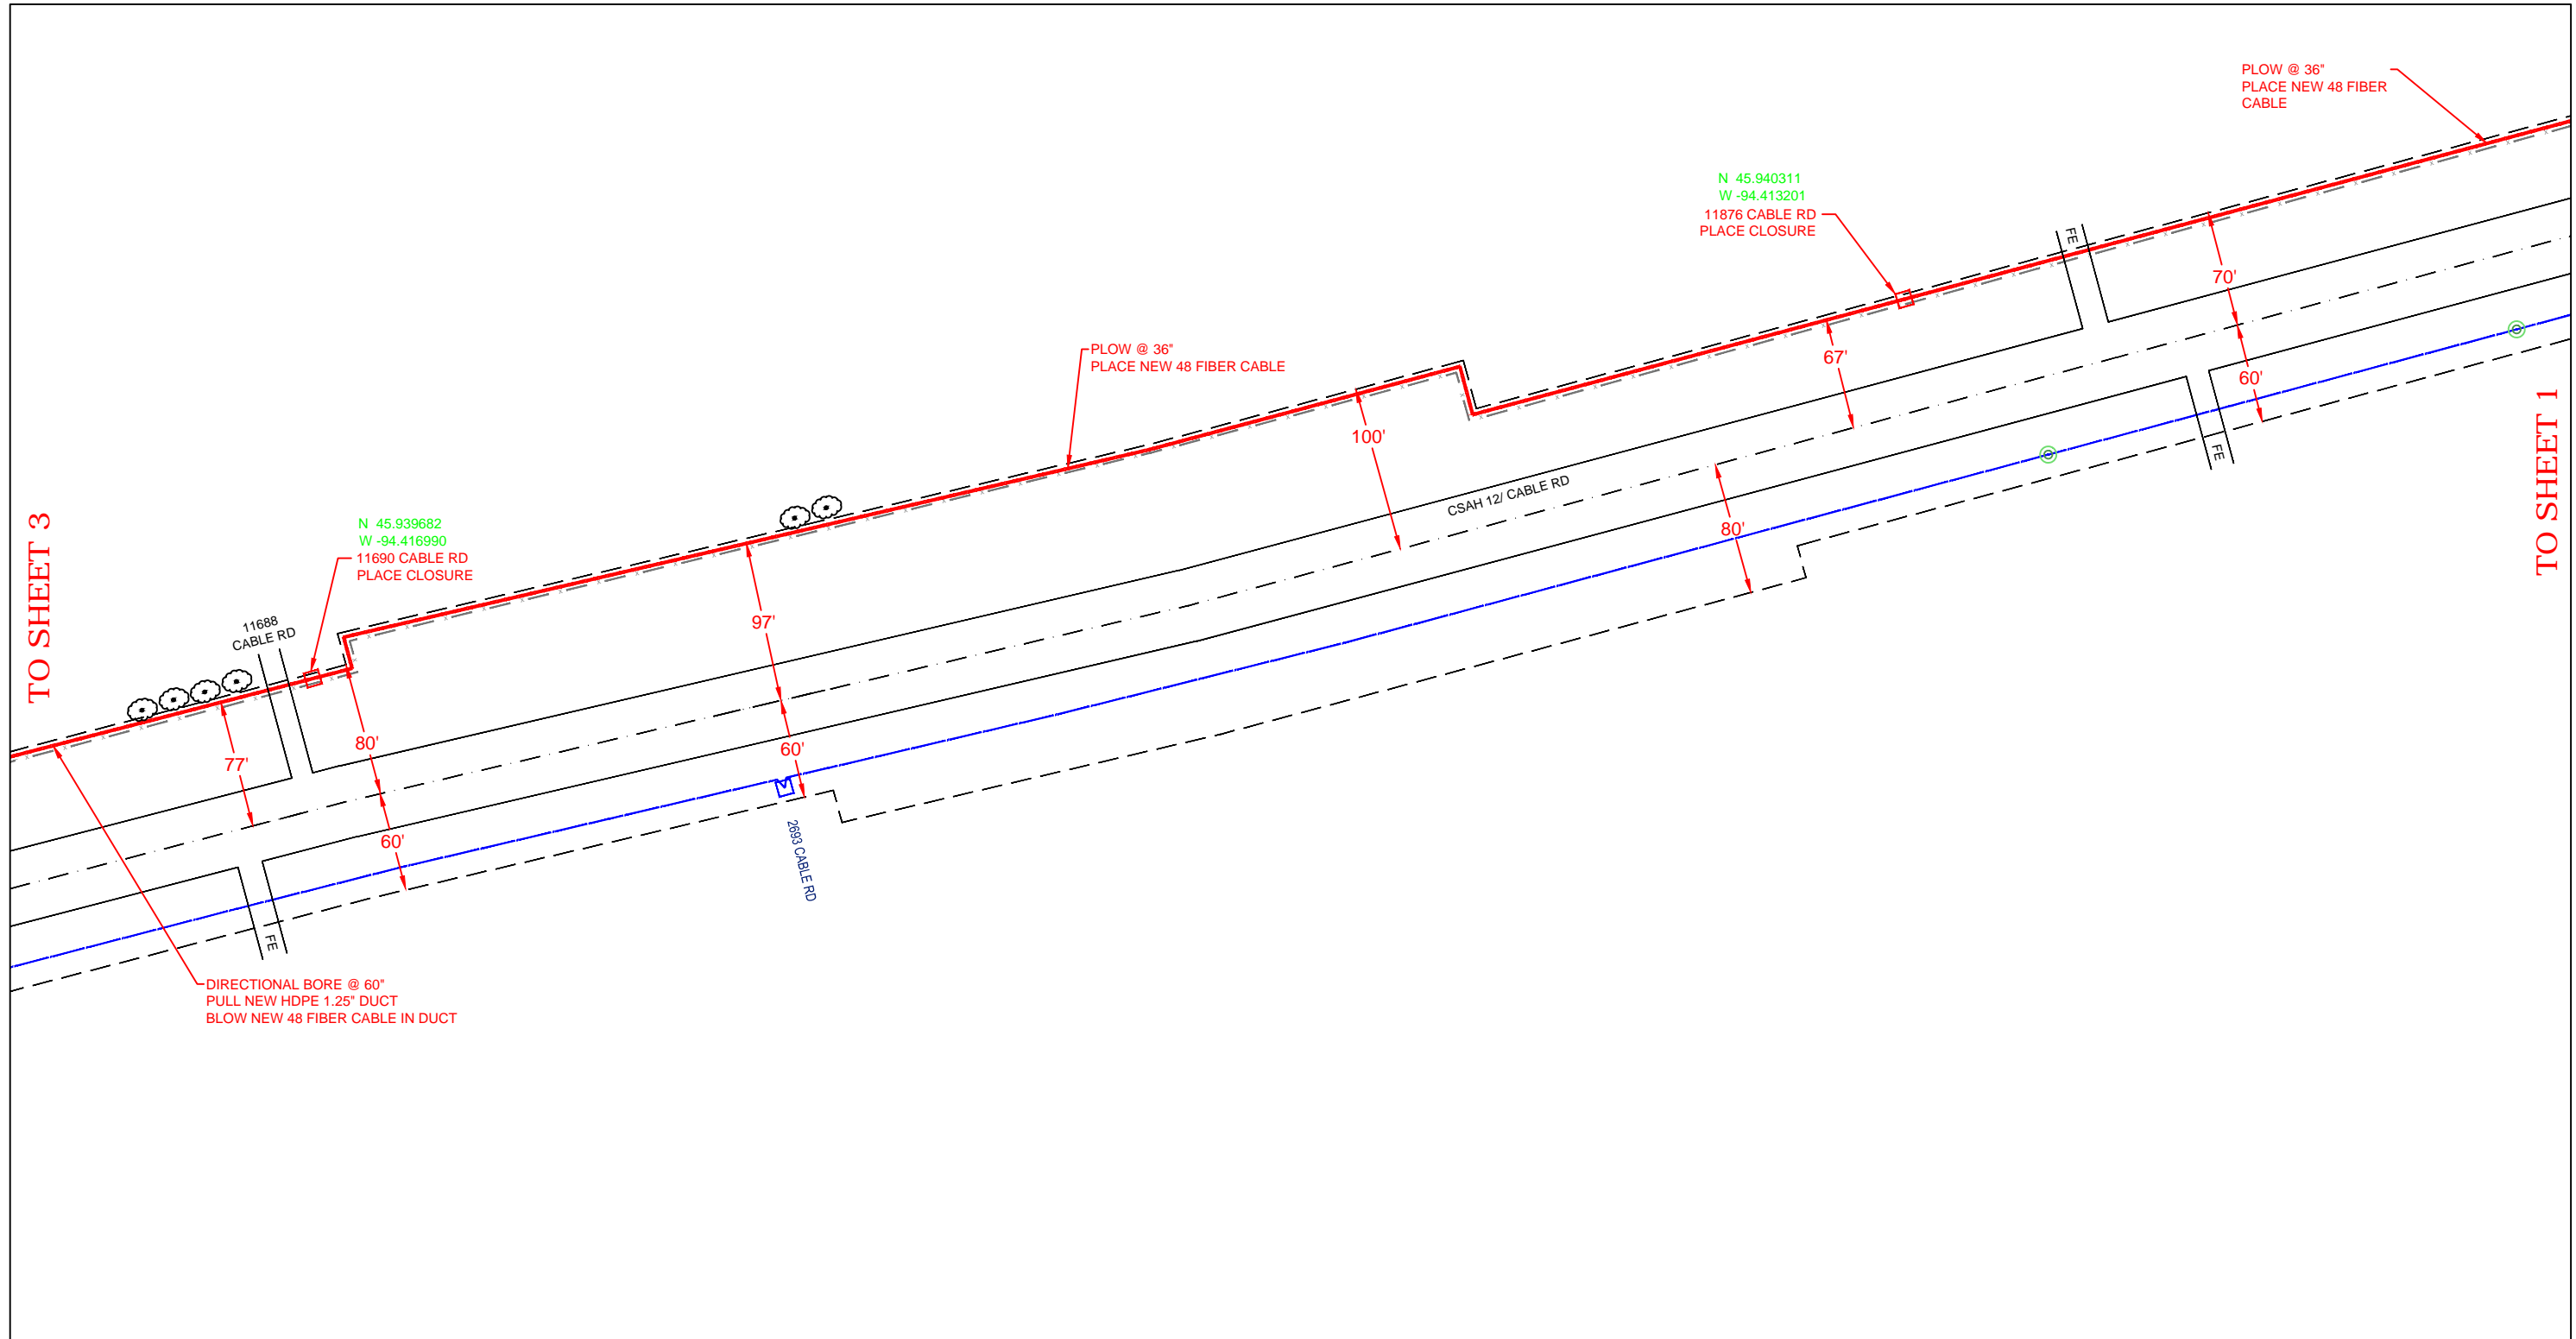 PLOW @ 36"
PLACE NEW 48 FIBER
CABLE
N 45.940311
W -94.413201
11876 CABLE RD
PLACE CLOSURE
FE
70'
67'
60'
PLOW @ 36"
PLACE NEW 48 FIBER CABLE
100'
CSAH 12/ CABLE RD
80'
FE
TO SHEET 1
TO SHEET 3
N 45.939682
W -94.416990
11690 CABLE RD
PLACE CLOSURE
11688
CABLE RD
97'
80'
77'
60'
60'
2693 CABLE RD
FE
DIRECTIONAL BORE @ 60"
PULL NEW HDPE 1.25" DUCT
BLOW NEW 48 FIBER CABLE IN DUCT